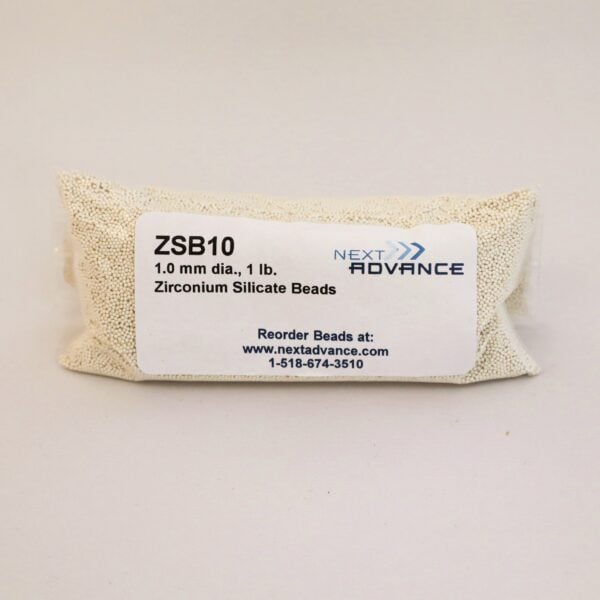 ZSB10
1.0 mm dia., 1 lb.
Zirconium Silicate Beads
NEXT
ADVANCE
Reorder Beads at:
www.nextadvance.com
1-518-674-3510